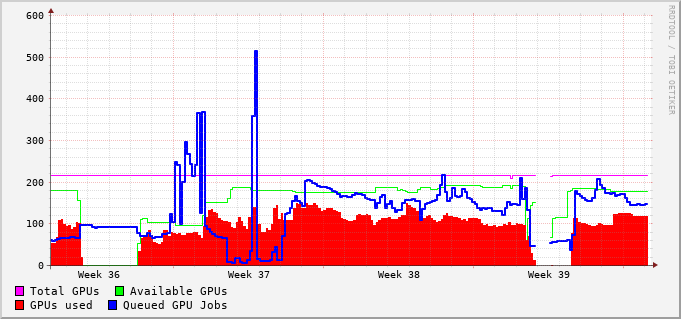 600
500
400
300
200
100
0
Week 36 Week 37 Week 38 Week 39
Total GPUs Available GPUs
GPUs used Queued GPU Jobs
RRDTOOL / TOBI OETIKER